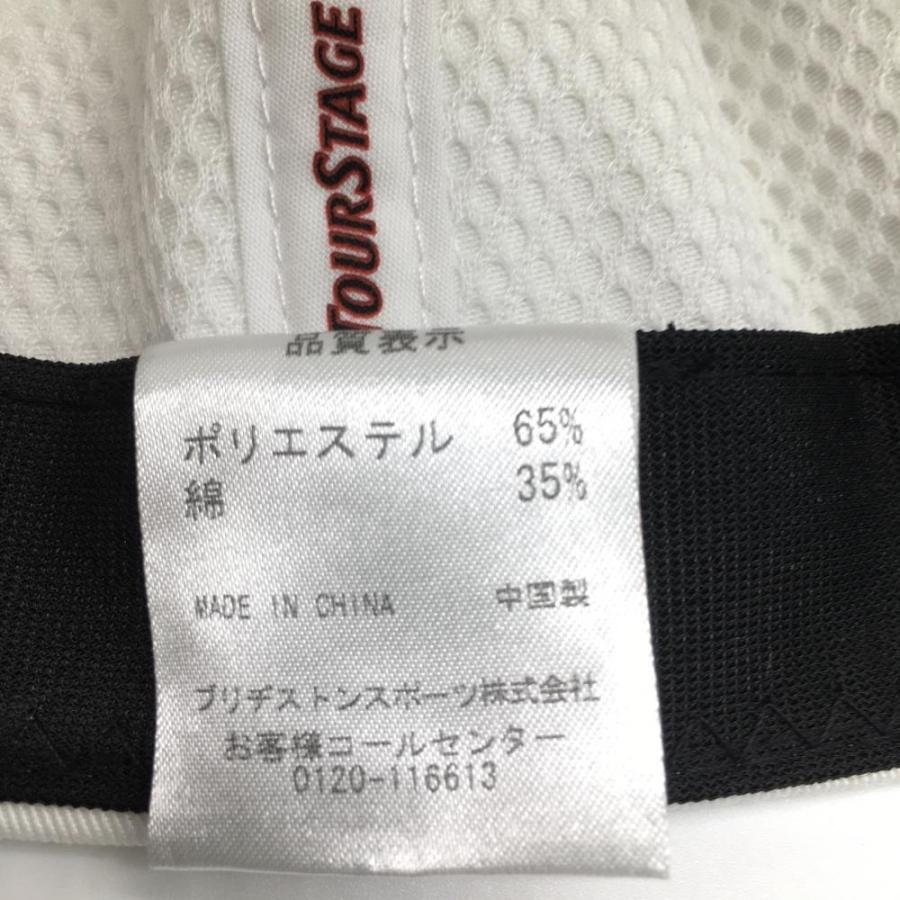 TOURSTAGE
品質表示
ポリエステル 65%
綿 35%
MADE IN CHINA 中国製
ブリヂストンスポーツ株式会社
お客様コールセンター
0120-116613